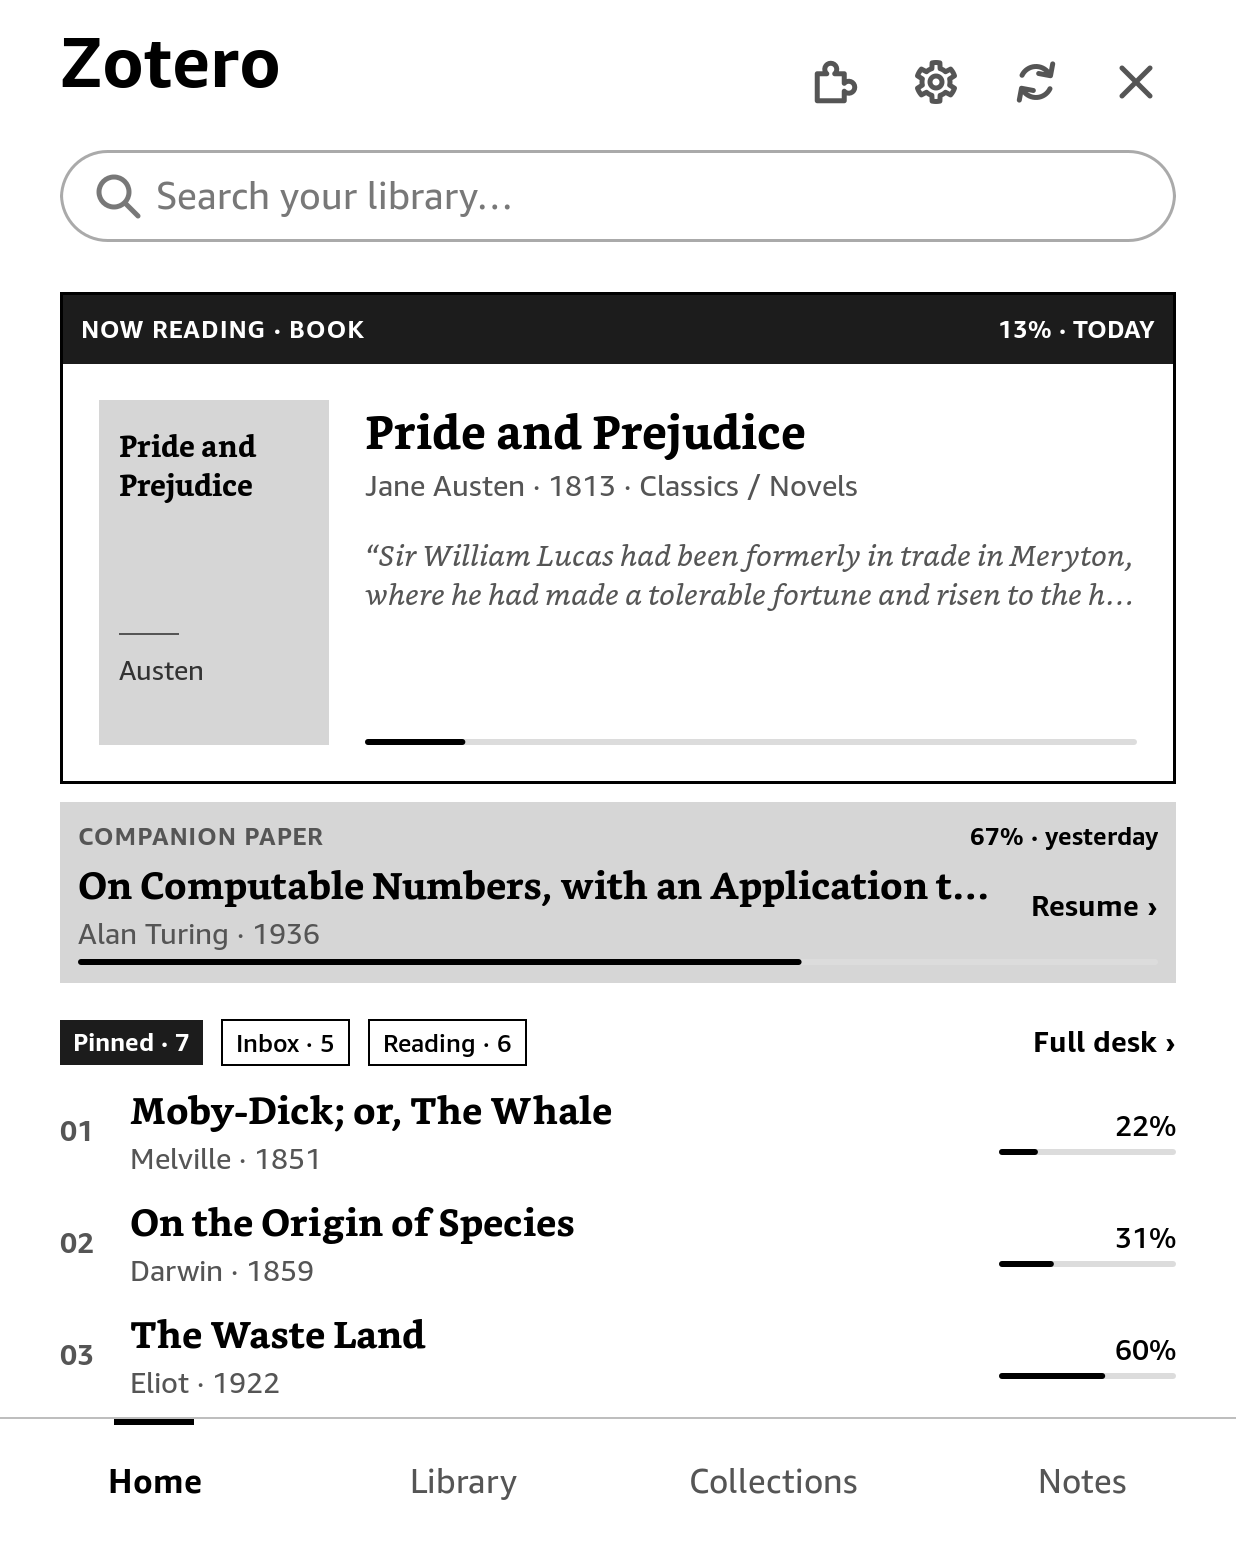 Zotero
Search your library…
NOW READING · BOOK
13% · TODAY
Pride and
Prejudice
Austen
Pride and Prejudice
Jane Austen · 1813 · Classics / Novels
“Sir William Lucas had been formerly in trade in Meryton,
where he had made a tolerable fortune and risen to the h…
COMPANION PAPER
67% · yesterday
On Computable Numbers, with an Application t…
Resume ›
Alan Turing · 1936
Pinned · 7
Inbox · 5
Reading · 6
Full desk ›
01
Moby-Dick; or, The Whale
Melville · 1851
22%
02
On the Origin of Species
Darwin · 1859
31%
03
The Waste Land
Eliot · 1922
60%
Home
Library
Collections
Notes